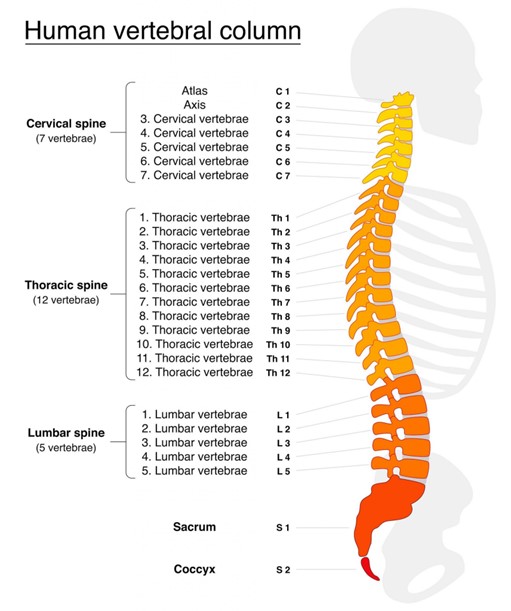 Human vertebral column
Atlas C 1
Axis C 2
3. Cervical vertebrae C 3
4. Cervical vertebrae C 4
5. Cervical vertebrae C 5
6. Cervical vertebrae C 6
7. Cervical vertebrae C 7
Cervical spine
(7 vertebrae)
1. Thoracic vertebrae Th 1
2. Thoracic vertebrae Th 2
3. Thoracic vertebrae Th 3
4. Thoracic vertebrae Th 4
5. Thoracic vertebrae Th 5
6. Thoracic vertebrae Th 6
7. Thoracic vertebrae Th 7
8. Thoracic vertebrae Th 8
9. Thoracic vertebrae Th 9
10. Thoracic vertebrae Th 10
11. Thoracic vertebrae Th 11
12. Thoracic vertebrae Th 12
Thoracic spine
(12 vertebrae)
1. Lumbar vertebrae L 1
2. Lumbar vertebrae L 2
3. Lumbar vertebrae L 3
4. Lumbar vertebrae L 4
5. Lumbar vertebrae L 5
Lumbar spine
(5 vertebrae)
Sacrum S 1
Coccyx S 2